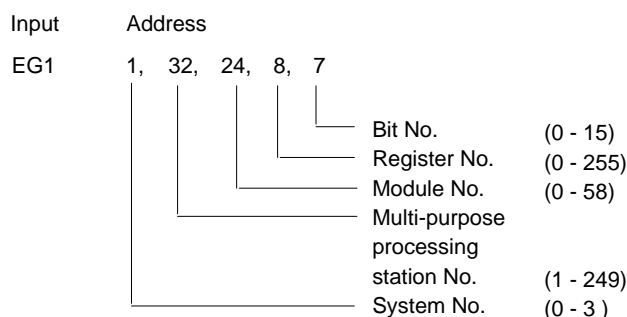 Input Address
EG1 1, 32, 24, 8, 7
Bit No. (0 - 15)
Register No. (0 - 255)
Module No. (0 - 58)
Multi-purpose
processing
station No. (1 - 249)
System No. (0 - 3 )